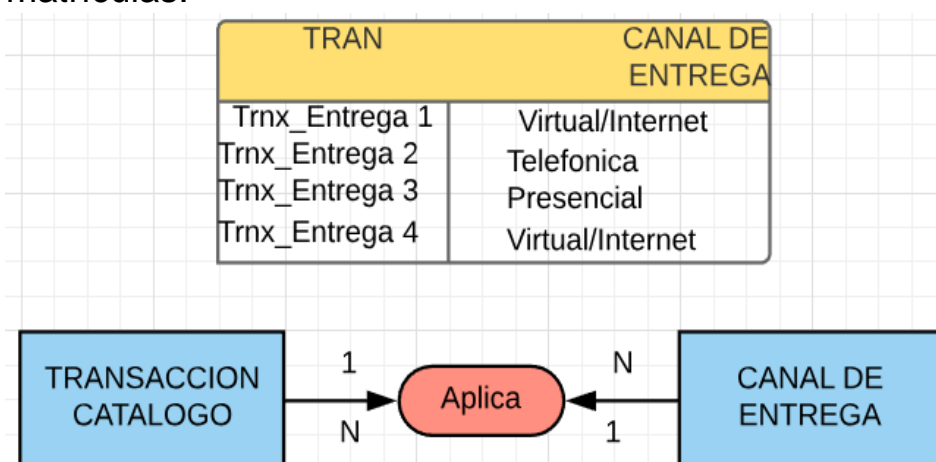 matrículas.
TRAN
CANAL DE
ENTREGA
Trnx_Entrega 1
Virtual/Internet
Trnx_Entrega 2
Telefonica
Trnx_Entrega 3
Presencial
Trnx_Entrega 4
Virtual/Internet
TRANSACCION
CATALOGO
1
N
Aplica
N
1
CANAL DE
ENTREGA